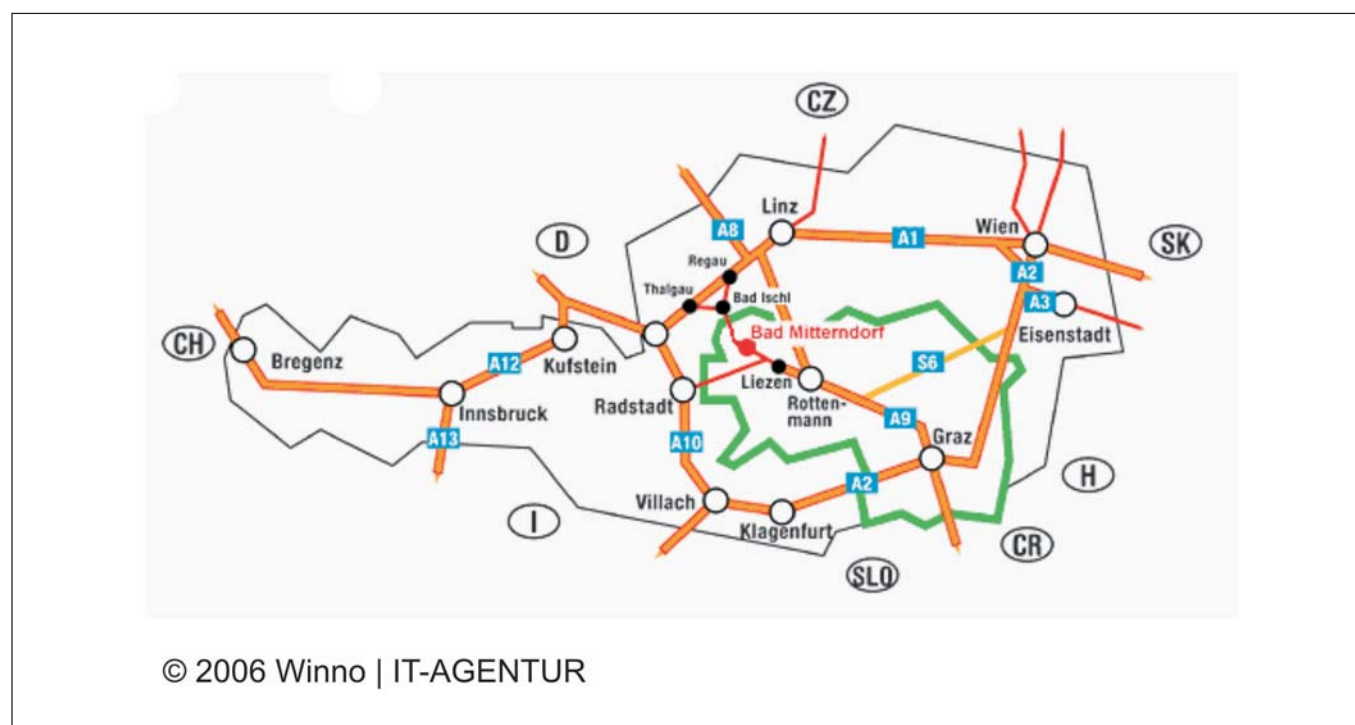 CZ
Linz
Wien
SK
A8
A1
D
Regau
A2
Thalgau
Bad Ischl
A3
Eisenstadt
CH
Bregenz
Bad Mitterndorf
A12
Kufstein
S6
Liezen
Rotten-
mann
Innsbruck
Radstadt
A9
A13
A10
Graz
A2
H
Villach
I
Klagenfurt
CR
SLO
© 2006 Winno | IT-AGENTUR